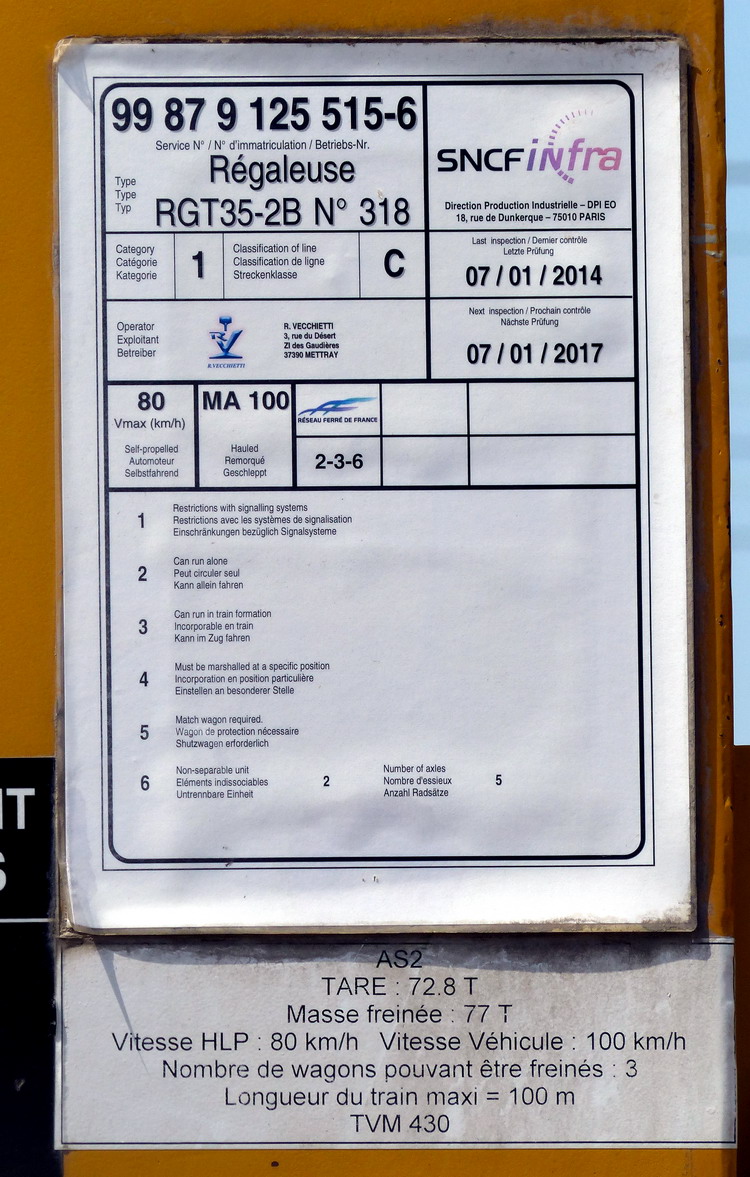 99 87 9 125 515-6
Service N° / N° d'immatriculation / Betriebs-Nr.
Type
Type
Typ
Régaleuse
RGT35-2B N° 318
SNCF infra
Direction Production Industrielle – DPI EO
18, rue de Dunkerque – 75010 PARIS
Category
Catégorie
Kategorie
1
Classification of line
Classification de ligne
Streckenklasse
C
Last inspection / Dernier contrôle
Letzte Prüfung
07 / 01 / 2014
Operator
Exploitant
Betreiber
R.VECCHIETTI
R. VECCHIETTI
3, rue du Désert
ZI des Gaudières
37390 METTRAY
Next inspection / Prochain contrôle
Nächste Prüfung
07 / 01 / 2017
80
Vmax (km/h)
Self-propelled
Automoteur
Selbstfahrend
MA 100
Hauled
Remorqué
Geschleppt
RÉSEAU FERRÉ DE FRANCE
2-3-6
1
Restrictions with signalling systems
Restrictions avec les systèmes de signalisation
Einschränkungen bezüglich Signalsysteme
2
Can run alone
Peut circuler seul
Kann allein fahren
3
Can run in train formation
Incorporable en train
Kann im Zug fahren
4
Must be marshalled at a specific position
Incorporation en position particulière
Einstellen an besonderer Stelle
5
Match wagon required.
Wagon de protection nécessaire
Shutzwagen erforderlich
6
Non-separable unit
Eléments indissociables
Untrennbare Einheit
2
Number of axles
Nombre d'essieux
Anzahl Radsätze
5
AS2
TARE : 72.8 T
Masse freinée : 77 T
Vitesse HLP : 80 km/h Vitesse Véhicule : 100 km/h
Nombre de wagons pouvant être freinés : 3
Longueur du train maxi = 100 m
TVM 430